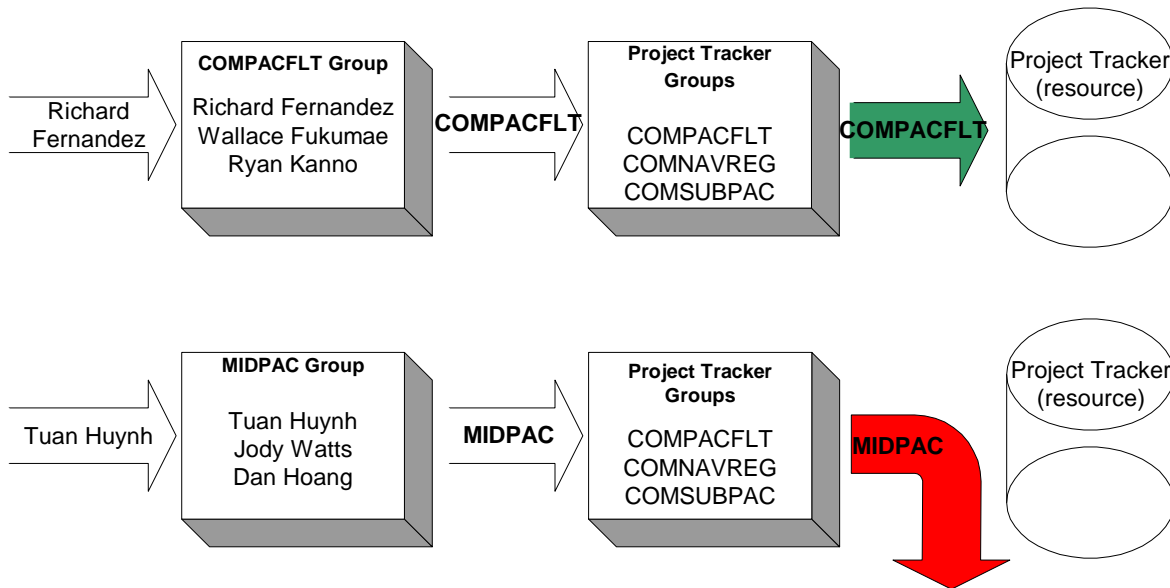 Richard
Fernandez
COMPACFLT Group
Richard Fernandez
Wallace Fukumae
Ryan Kanno
COMPACFLT
Project Tracker
Groups
COMPACFLT
COMNAVREG
COMSUBPAC
COMPACFLT
Project Tracker
(resource)
Tuan Huynh
MIDPAC Group
Tuan Huynh
Jody Watts
Dan Hoang
MIDPAC
Project Tracker
Groups
COMPACFLT
COMNAVREG
COMSUBPAC
MIDPAC
Project Tracker
(resource)